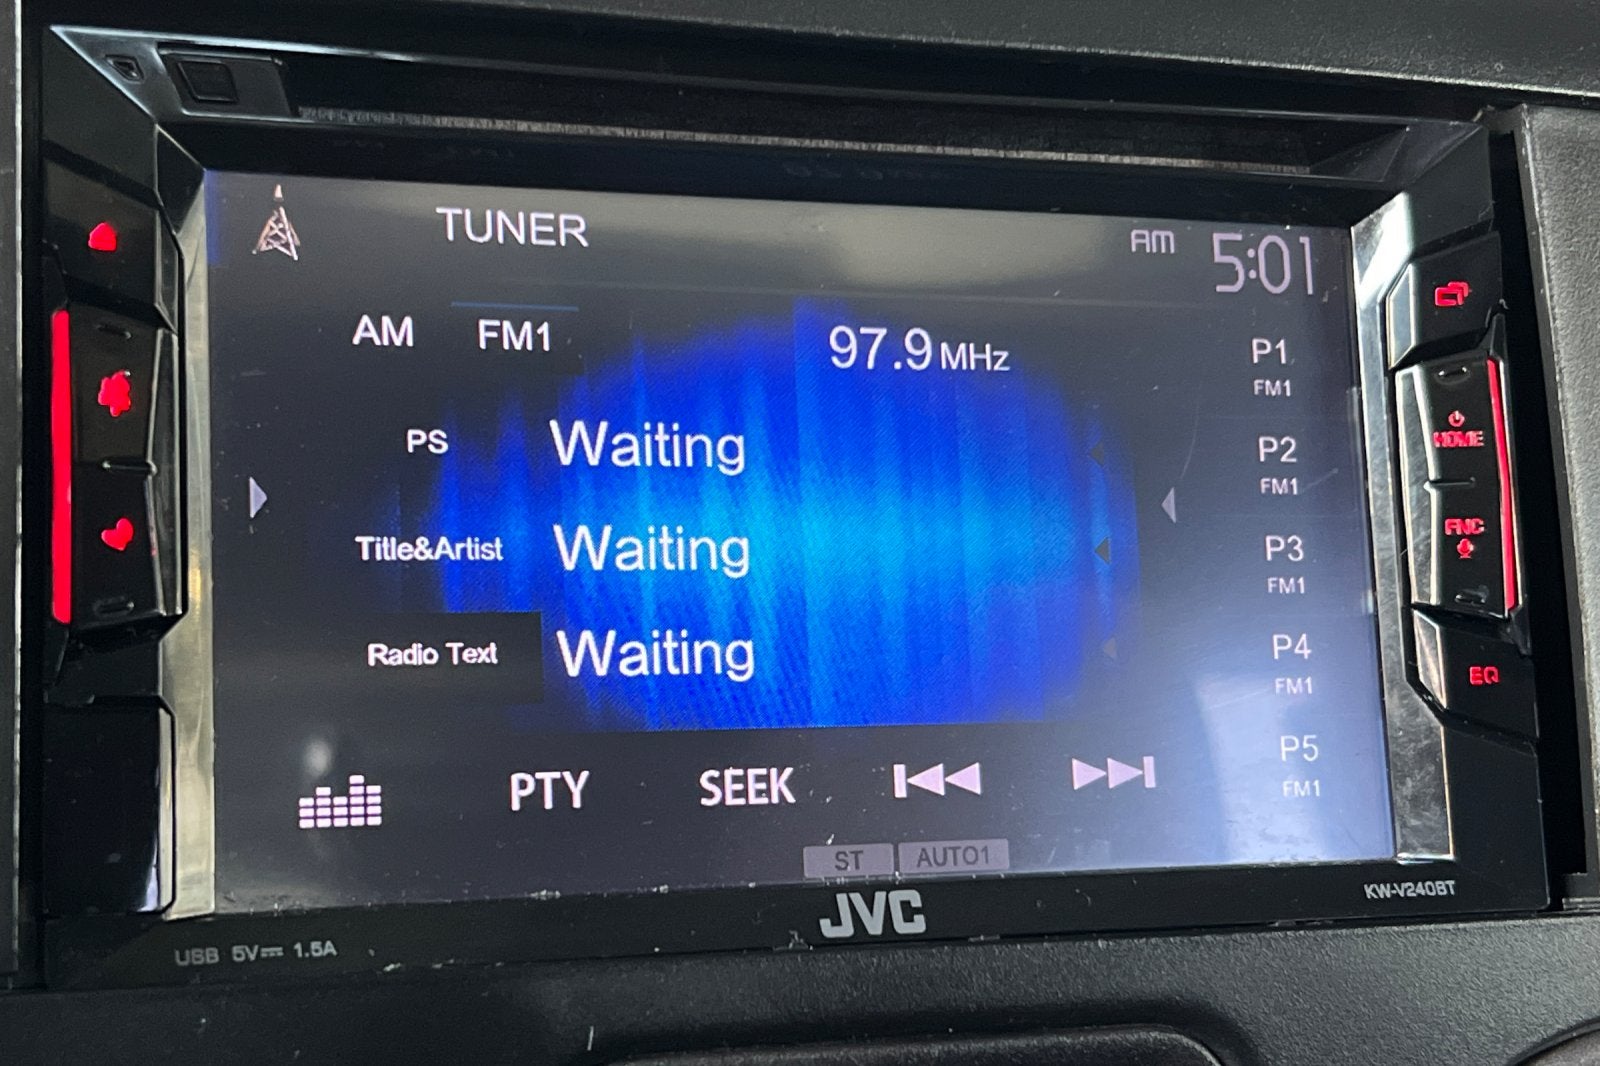 TUNER
AM 5:01
AM FM1 97.9 MHz
P1
FM1
PS Waiting
P2
FM1
Title&Artist Waiting
P3
FM1
Radio Text Waiting
P4
FM1
PTY SEEK
P5
FM1
ST AUTO1
HOME
FNC
EQ
JVC
KW-V240BT
USB 5V 1.5A